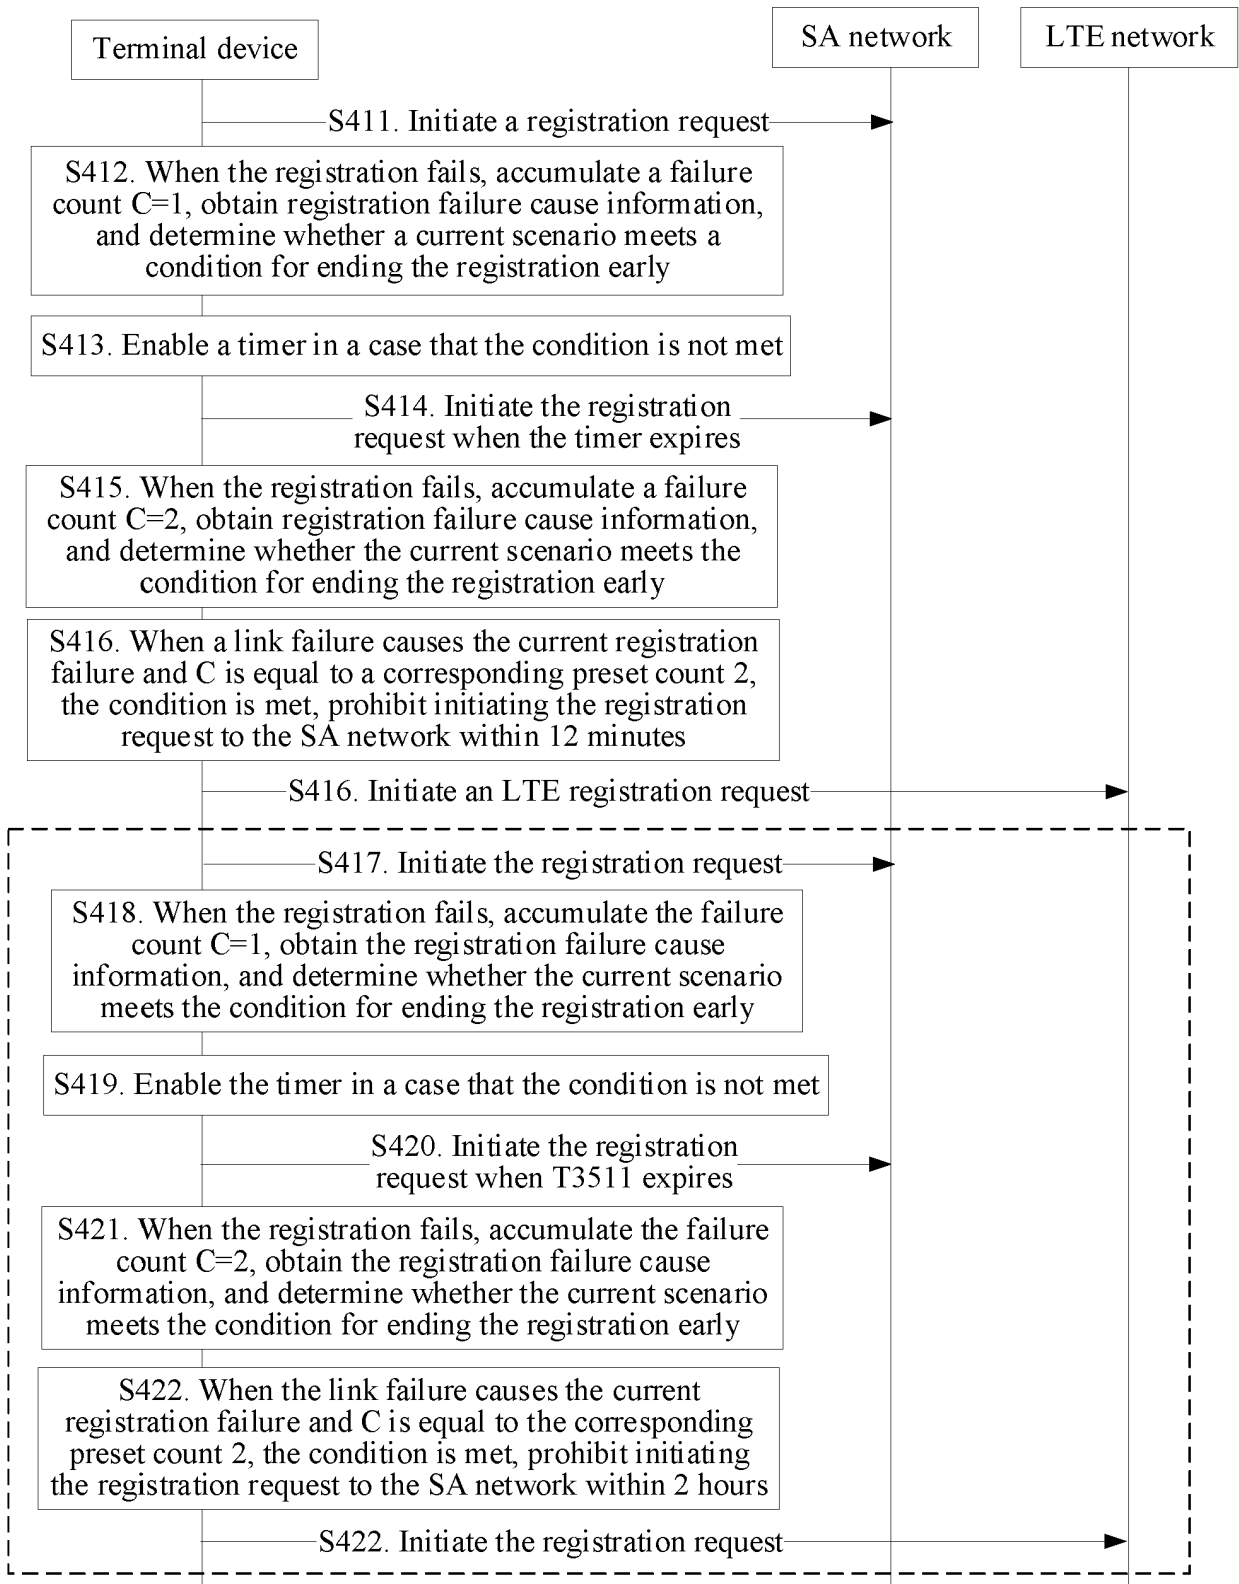 Terminal device
SA network
LTE network
S411. Initiate a registration request
S412. When the registration fails, accumulate a failure
count C=1, obtain registration failure cause information,
and determine whether a current scenario meets a
condition for ending the registration early
S413. Enable a timer in a case that the condition is not met
S414. Initiate the registration
request when the timer expires
S415. When the registration fails, accumulate a failure
count C=2, obtain registration failure cause information,
and determine whether the current scenario meets the
condition for ending the registration early
S416. When a link failure causes the current registration
failure and C is equal to a corresponding preset count 2,
the condition is met, prohibit initiating the registration
request to the SA network within 12 minutes
S416. Initiate an LTE registration request
S417. Initiate the registration request
S418. When the registration fails, accumulate the failure
count C=1, obtain the registration failure cause
information, and determine whether the current scenario
meets the condition for ending the registration early
S419. Enable the timer in a case that the condition is not met
S420. Initiate the registration
request when T3511 expires
S421. When the registration fails, accumulate the failure
count C=2, obtain the registration failure cause
information, and determine whether the current scenario
meets the condition for ending the registration early
S422. When the link failure causes the current
registration failure and C is equal to the corresponding
preset count 2, the condition is met, prohibit initiating
the registration request to the SA network within 2 hours
S422. Initiate the registration request